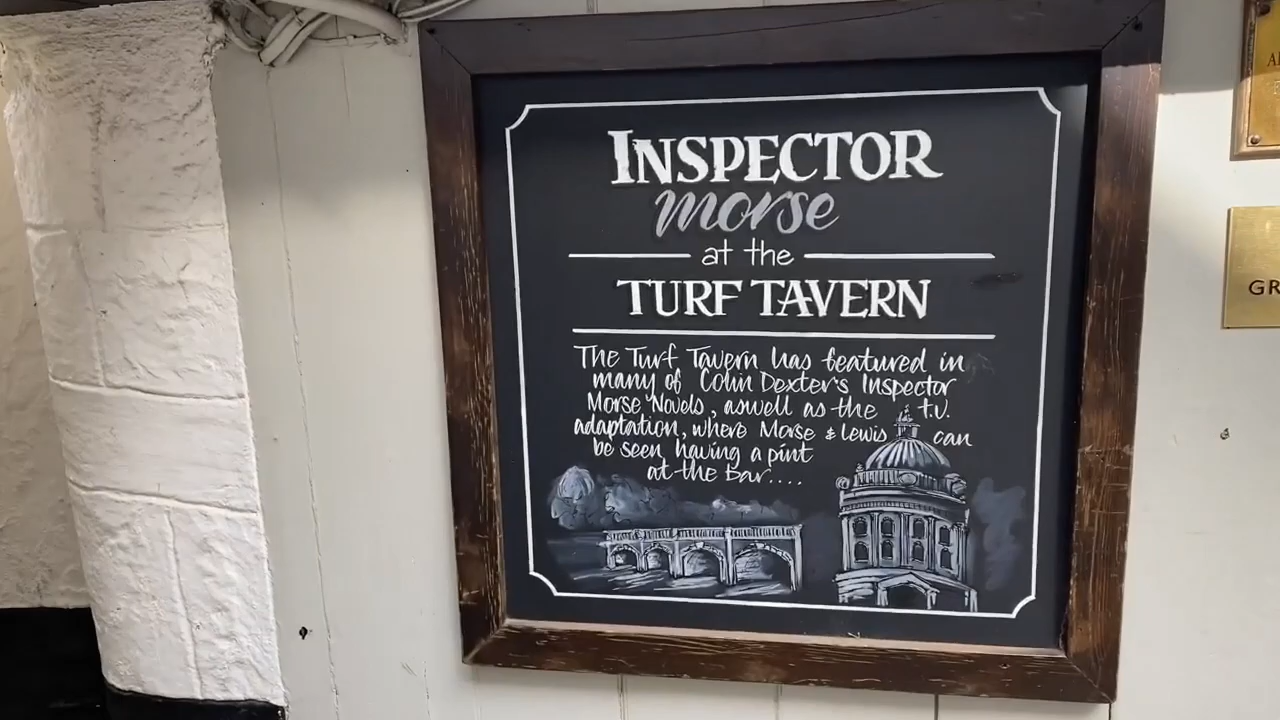 INSPECTOR
morse
at the
TURF TAVERN
The Turf Tavern has featured in
many of Colin Dexter's Inspector
Morse Novels, aswell as the t.v.
adaptation, where Morse & Lewis can
be seen having a pint
at the Bar....
GR